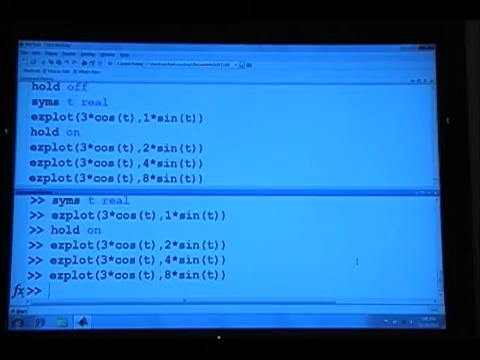 hold off
syms t real
ezplot(3*cos(t),1*sin(t))
hold on
ezplot(3*cos(t),2*sin(t))
ezplot(3*cos(t),4*sin(t))
ezplot(3*cos(t),8*sin(t))
>> syms t real
>> ezplot(3*cos(t),1*sin(t))
>> hold on
>> ezplot(3*cos(t),2*sin(t))
>> ezplot(3*cos(t),4*sin(t))
>> ezplot(3*cos(t),8*sin(t))
fx >>